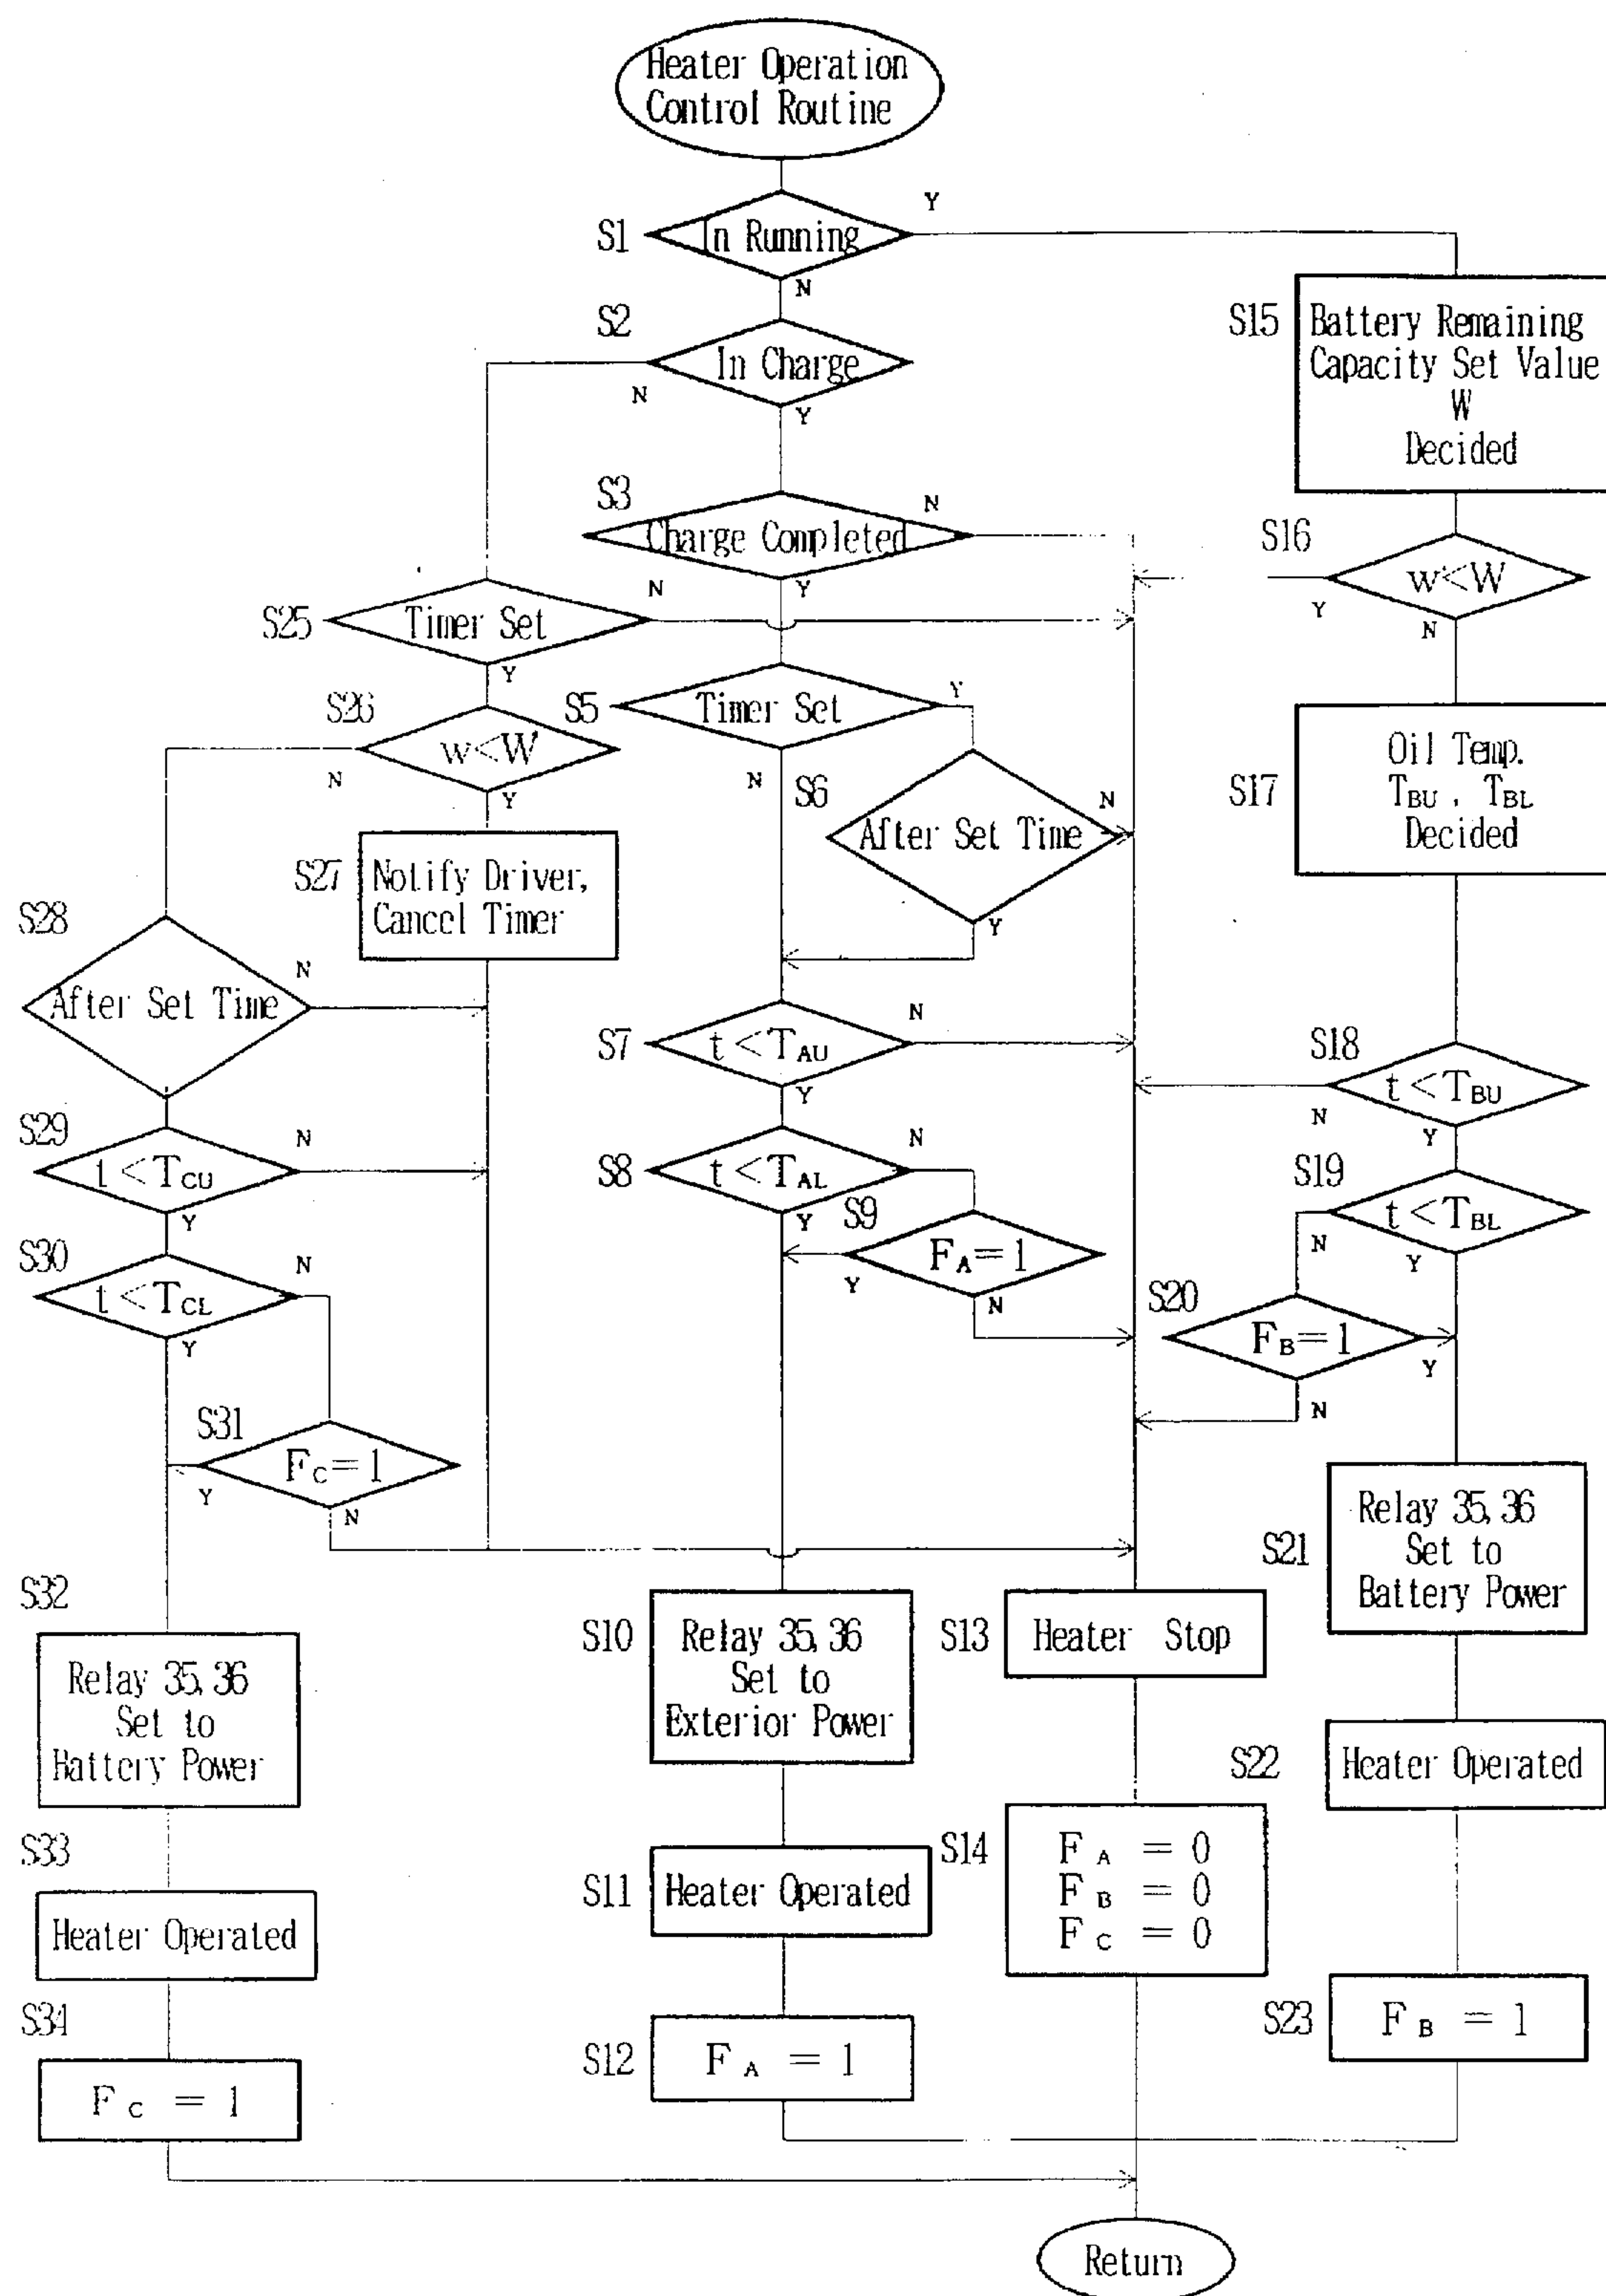 Heater Operation
Control Routine
S1
In Running
Y
N
S2
In Charge
N
Y
S15
Battery Remaining
Capacity Set Value
W
Decided
S3
Charge Completed
N
Y
S16
w<W
Y
N
S25
Timer Set
N
Y
S5
Timer Set
Y
N
S26
w<W
N
Y
S6
After Set Time
N
Y
S17
Oil Temp.
TBU , TBL
Decided
S27
Notify Driver,
Cancel Timer
S28
After Set Time
N
S7
t<TAU
N
Y
S18
t<TBU
N
Y
S29
t<TCU
N
Y
S8
t<TAL
N
Y
S19
t<TBL
N
Y
S9
FA=1
Y
N
S30
t<TCL
N
Y
S20
FB=1
Y
N
S31
FC=1
Y
N
S21
Relay 35,36
Set to
Battery Power
S32
Relay 35,36
Set to
Battery Power
S10
Relay 35,36
Set to
Exterior Power
S13
Heater Stop
S22
Heater Operated
S33
Heater Operated
S11
Heater Operated
S14
FA = 0
FB = 0
FC = 0
S23
FB = 1
S34
FC = 1
S12
FA = 1
Return